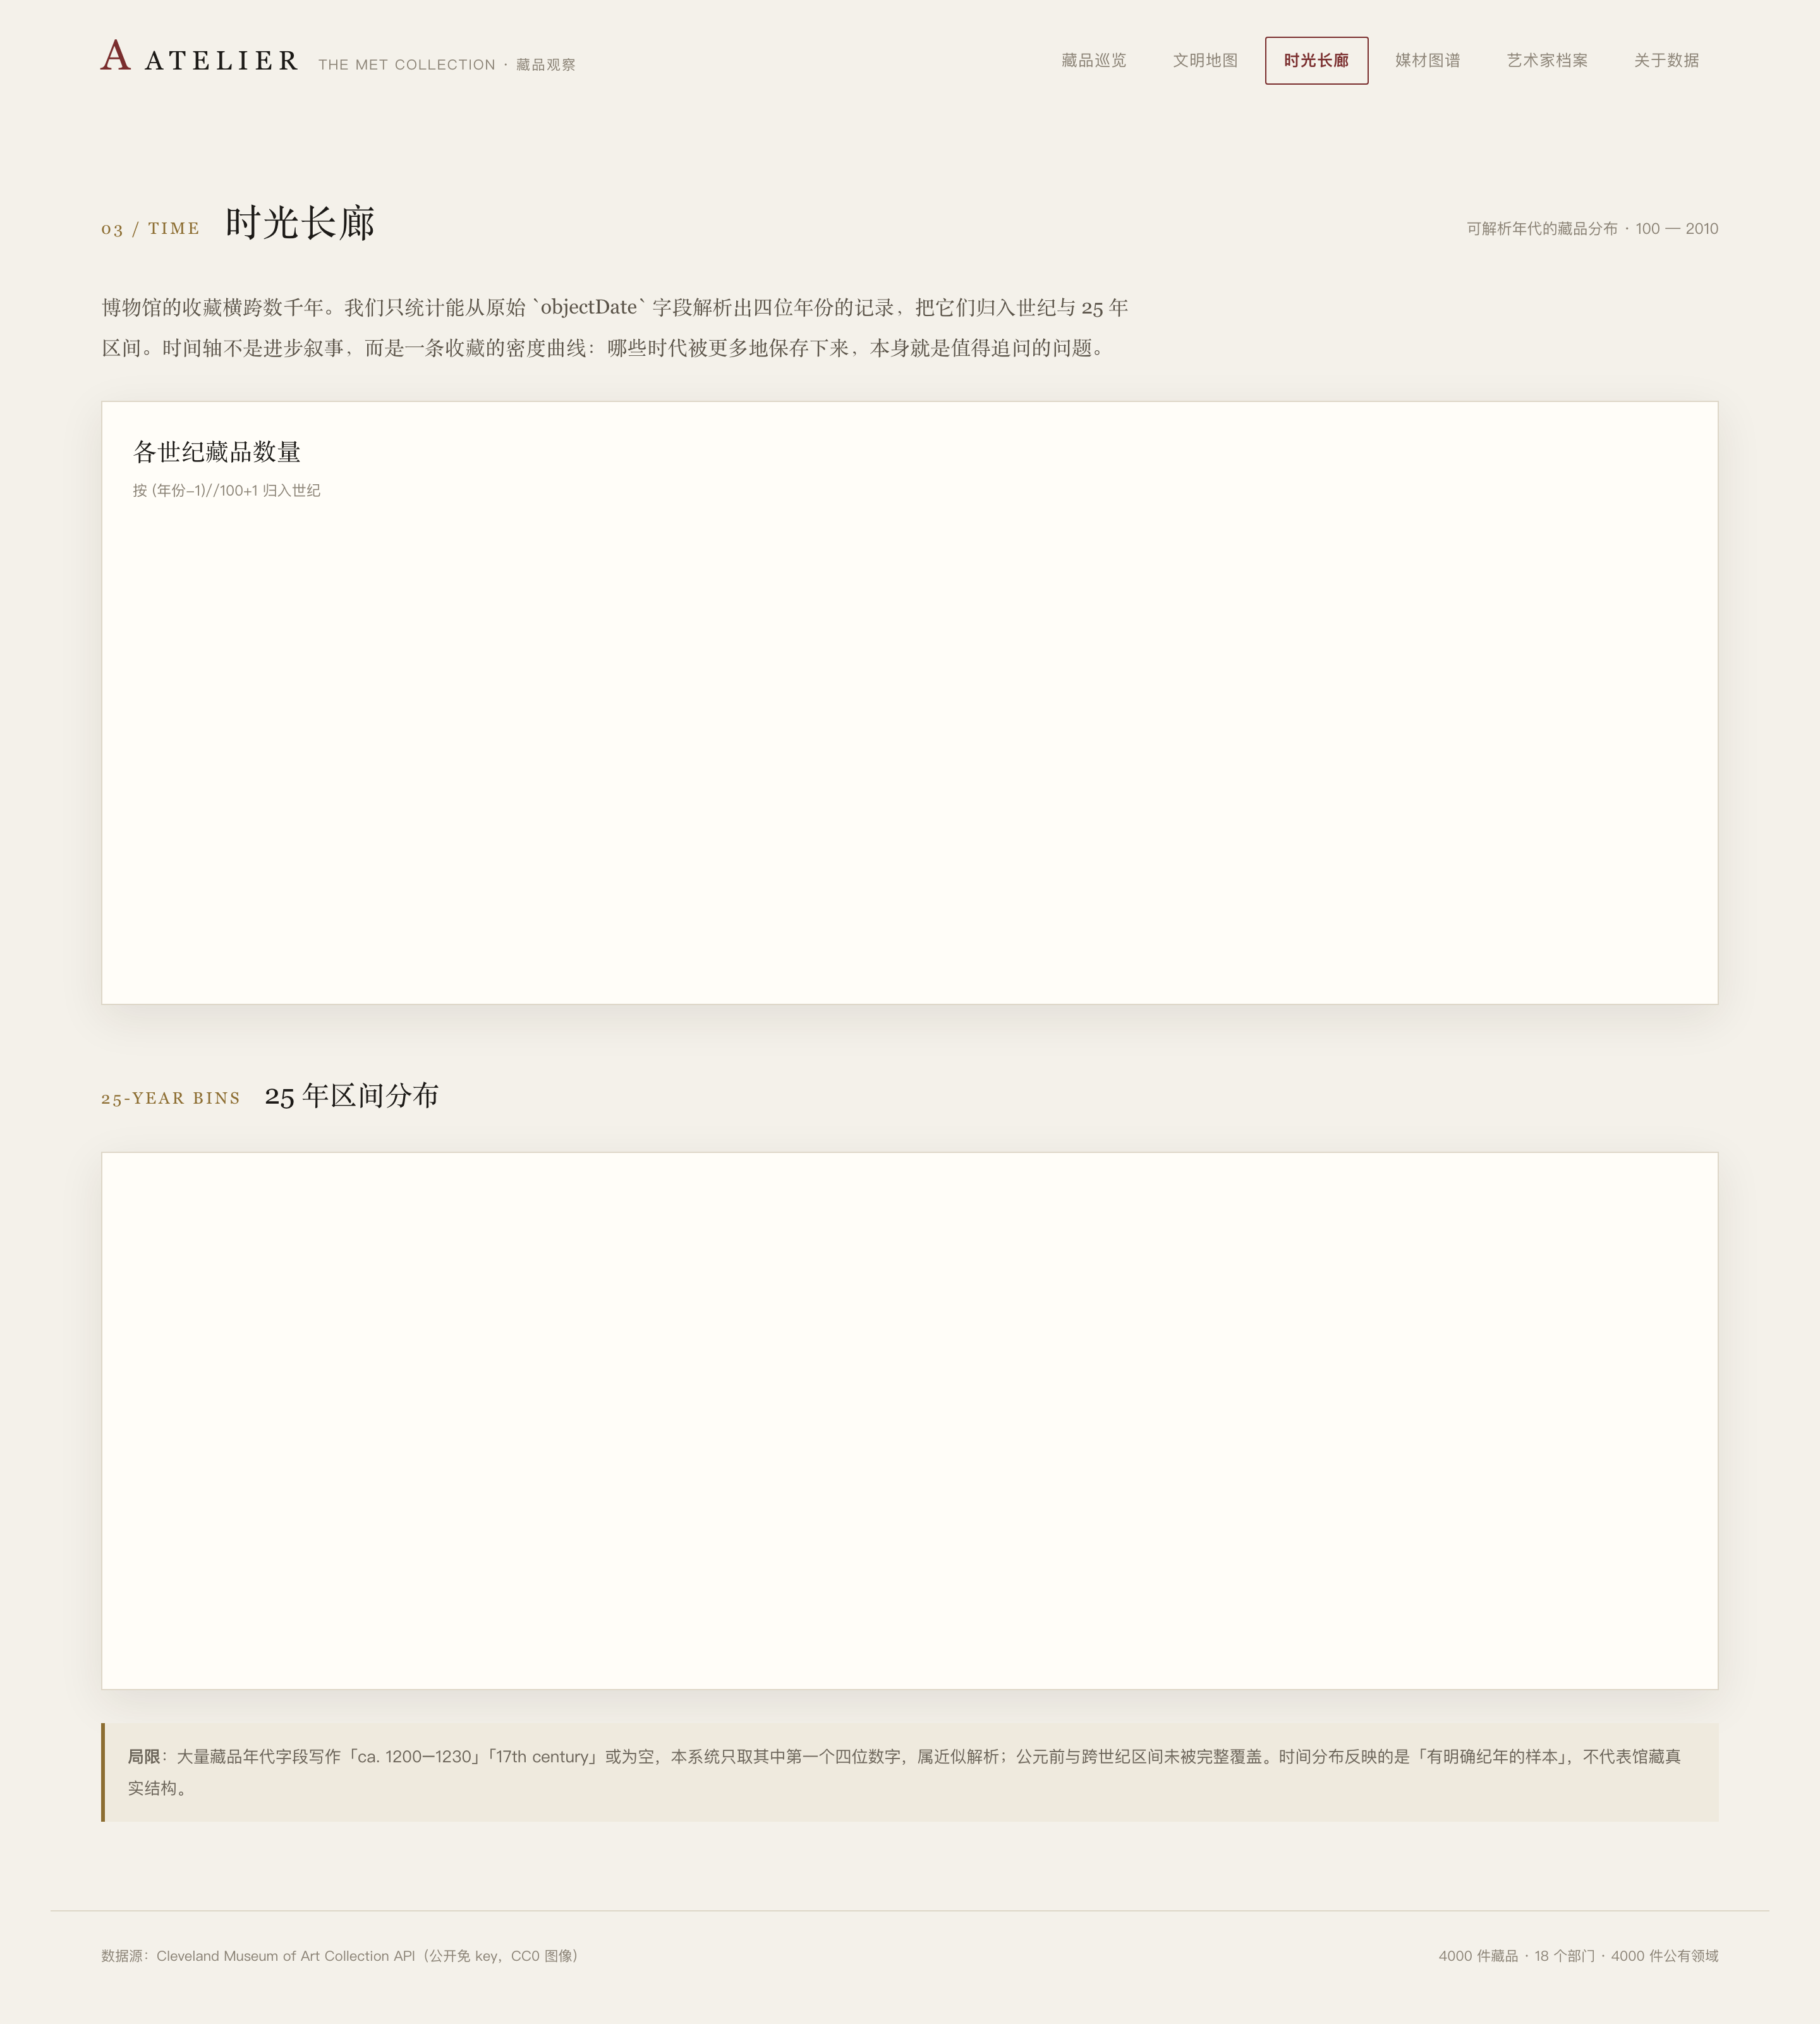 A ATELIER THE MET COLLECTION · 藏品观察
藏品巡览 文明地图 时光长廊 媒材图谱 艺术家档案 关于数据
03 / TIME 时光长廊
可解析年代的藏品分布 · 100 — 2010
博物馆的收藏横跨数千年。我们只统计能从原始 `objectDate` 字段解析出四位年份的记录，把它们归入世纪与 25 年
区间。时间轴不是进步叙事，而是一条收藏的密度曲线：哪些时代被更多地保存下来，本身就是值得追问的问题。
各世纪藏品数量
按 (年份−1)//100+1 归入世纪
25-YEAR BINS 25 年区间分布
局限：大量藏品年代字段写作「ca. 1200–1230」「17th century」或为空，本系统只取其中第一个四位数字，属近似解析；公元前与跨世纪区间未被完整覆盖。时间分布反映的是「有明确纪年的样本」，不代表馆藏真
实结构。
数据源：Cleveland Museum of Art Collection API（公开免 key，CC0 图像）
4000 件藏品 · 18 个部门 · 4000 件公有领域